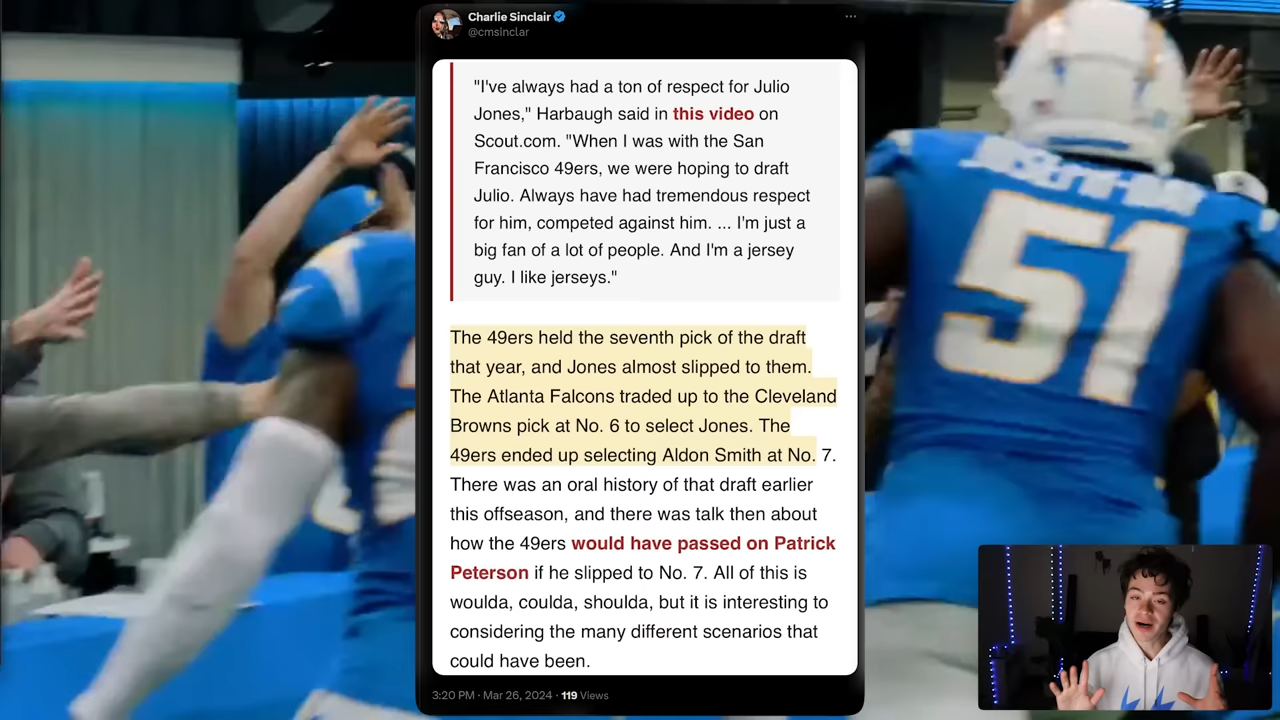 Charlie Sinclair
@cmsinclar
"I've always had a ton of respect for Julio
Jones," Harbaugh said in this video on
Scout.com. "When I was with the San
Francisco 49ers, we were hoping to draft
Julio. Always have had tremendous respect
for him, competed against him. ... I'm just a
big fan of a lot of people. And I'm a jersey
guy. I like jerseys."
The 49ers held the seventh pick of the draft
that year, and Jones almost slipped to them.
The Atlanta Falcons traded up to the Cleveland
Browns pick at No. 6 to select Jones. The
49ers ended up selecting Aldon Smith at No. 7.
There was an oral history of that draft earlier
this offseason, and there was talk then about
how the 49ers would have passed on Patrick
Peterson if he slipped to No. 7. All of this is
woulda, coulda, shoulda, but it is interesting to
considering the many different scenarios that
could have been.
3:20 PM · Mar 26, 2024 · 119 Views
51